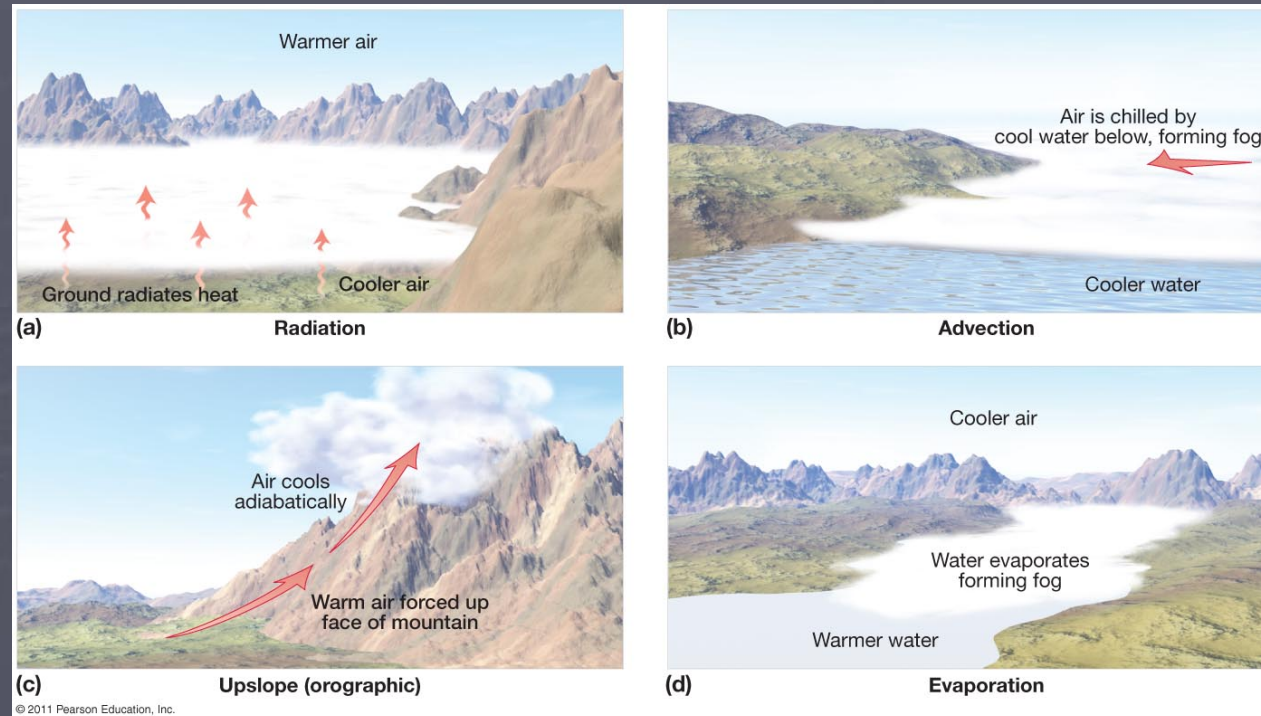 Warmer air
Ground radiates heat
Cooler air
(a)
Radiation
Air is chilled by
cool water below, forming fog
Cooler water
(b)
Advection
Air cools
adiabatically
Warm air forced up
face of mountain
(c)
Upslope (orographic)
Cooler air
Water evaporates
forming fog
Warmer water
(d)
Evaporation
© 2011 Pearson Education, Inc.